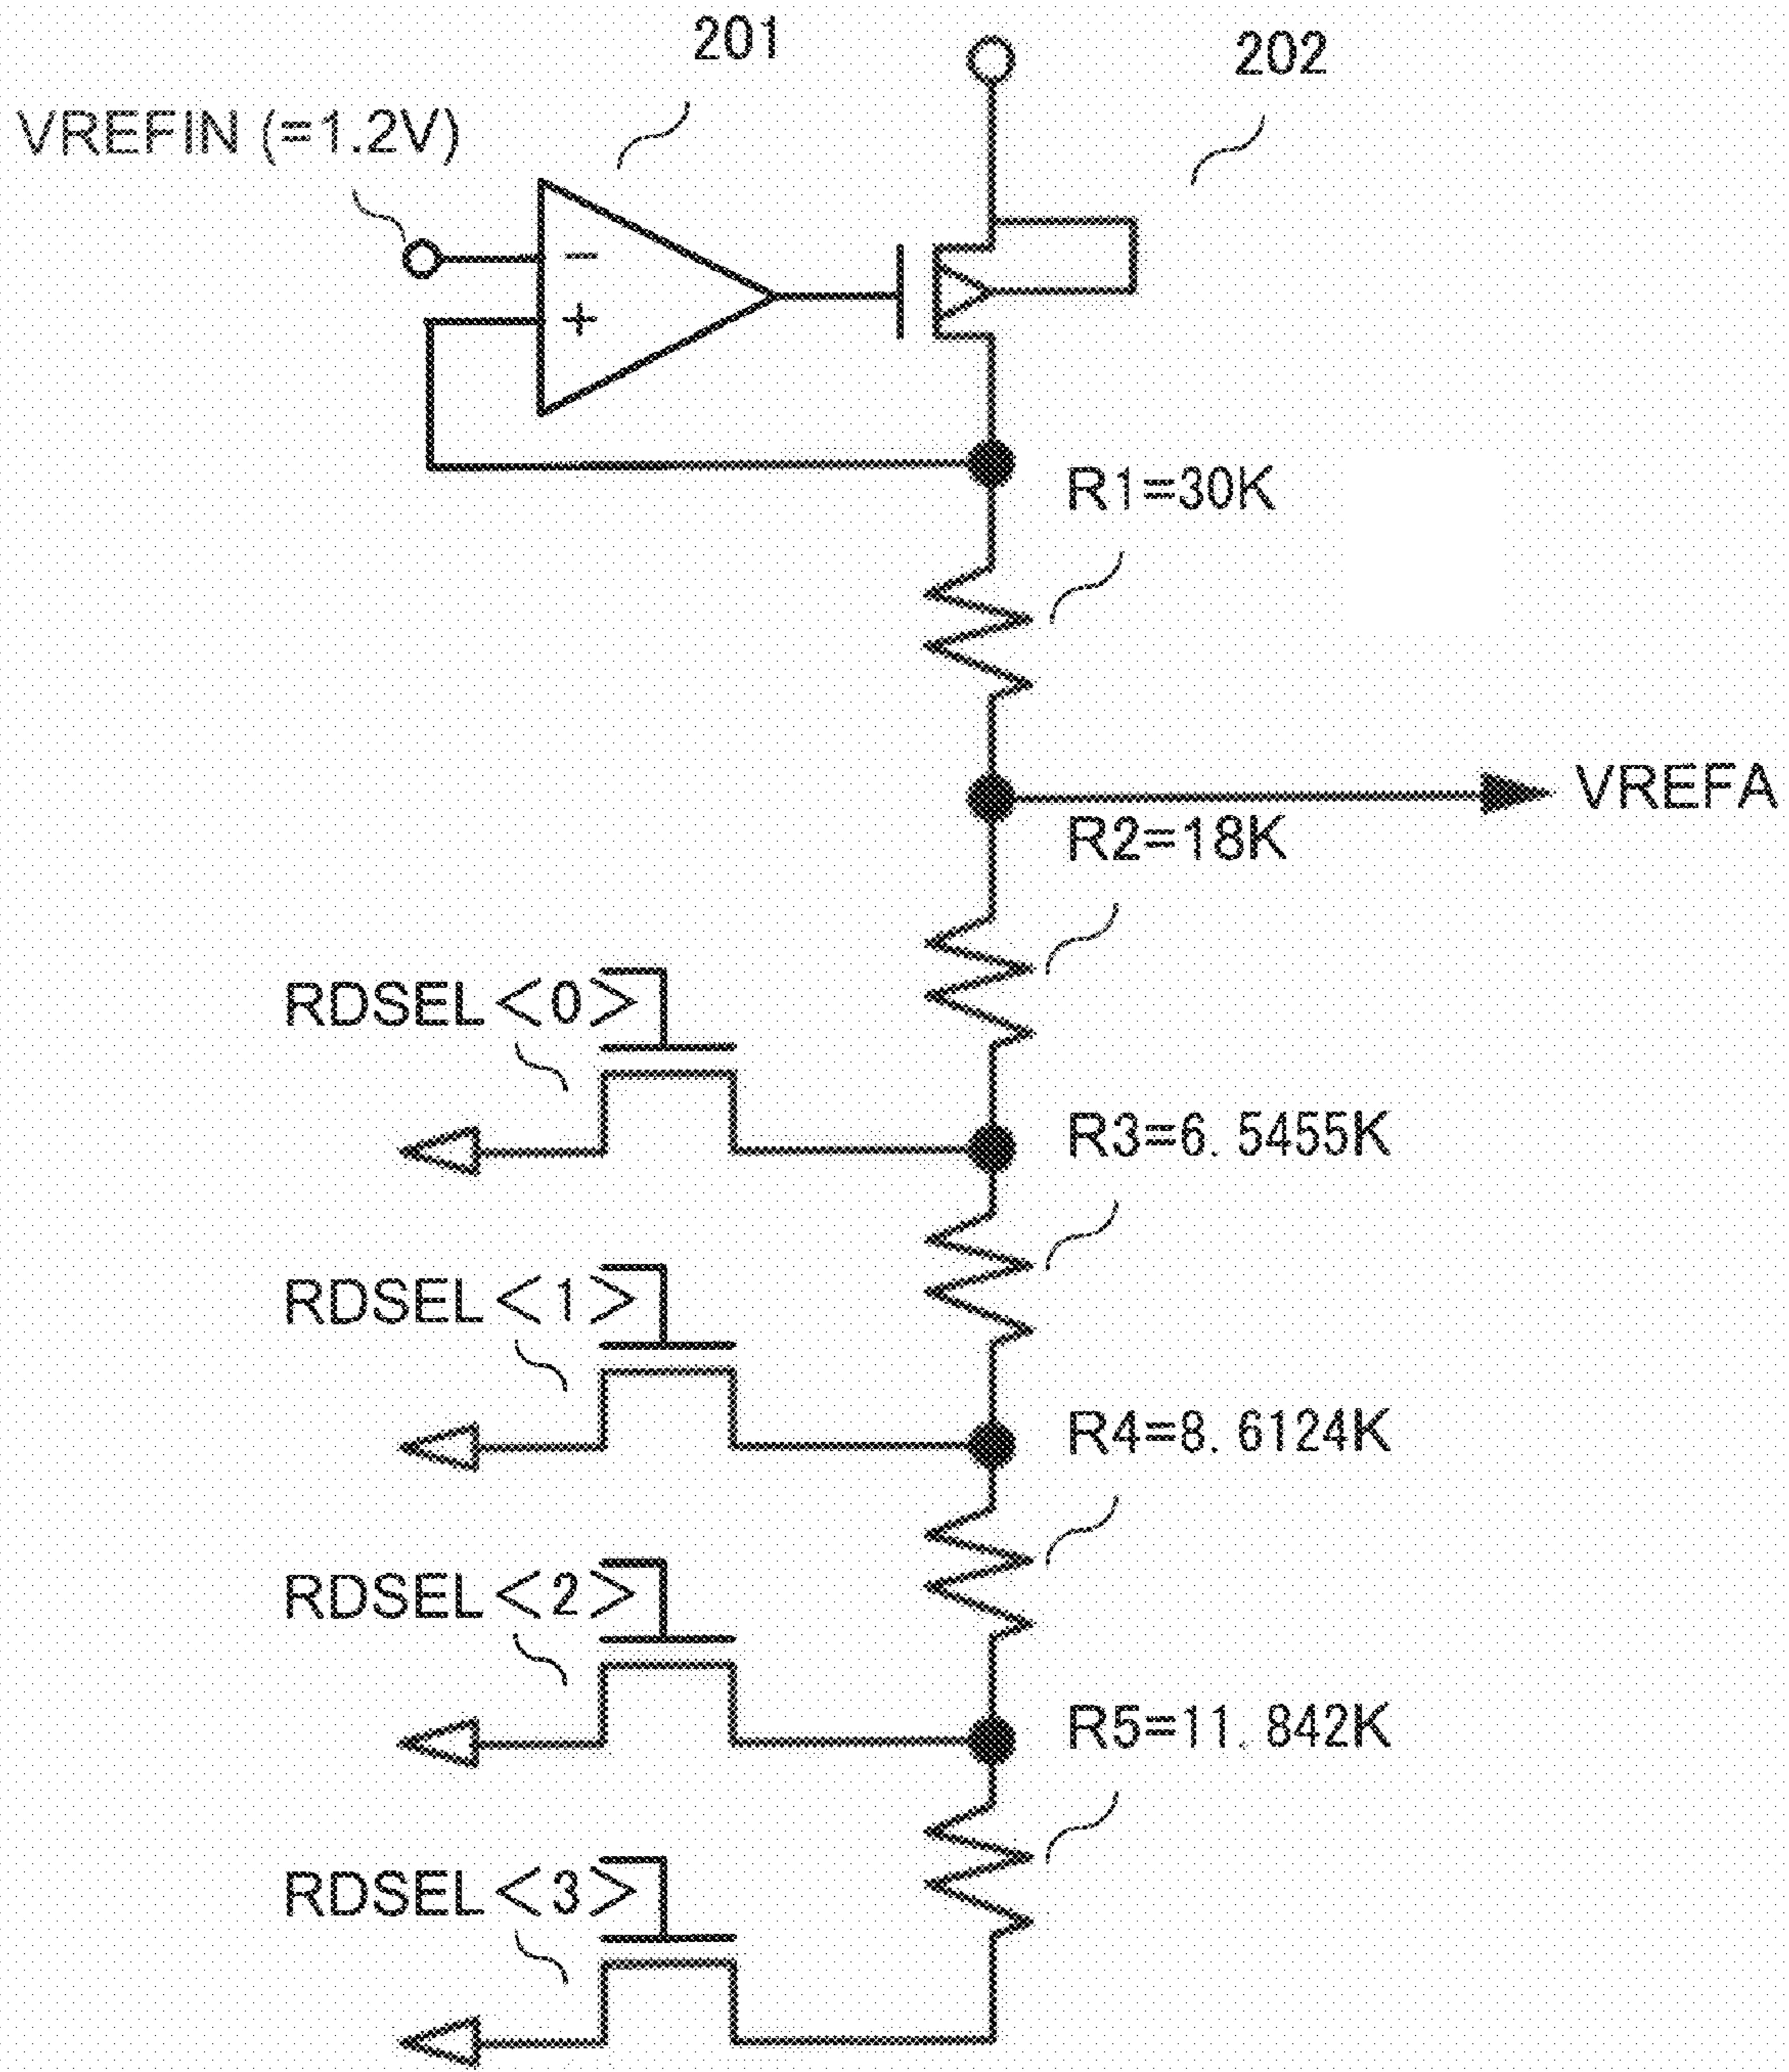 201
202
VREFIN (=1.2V)
−
+
R1=30K
VREFA
R2=18K
RDSEL<0>
R3=6. 5455K
RDSEL<1>
R4=8. 6124K
RDSEL<2>
R5=11. 842K
RDSEL<3>